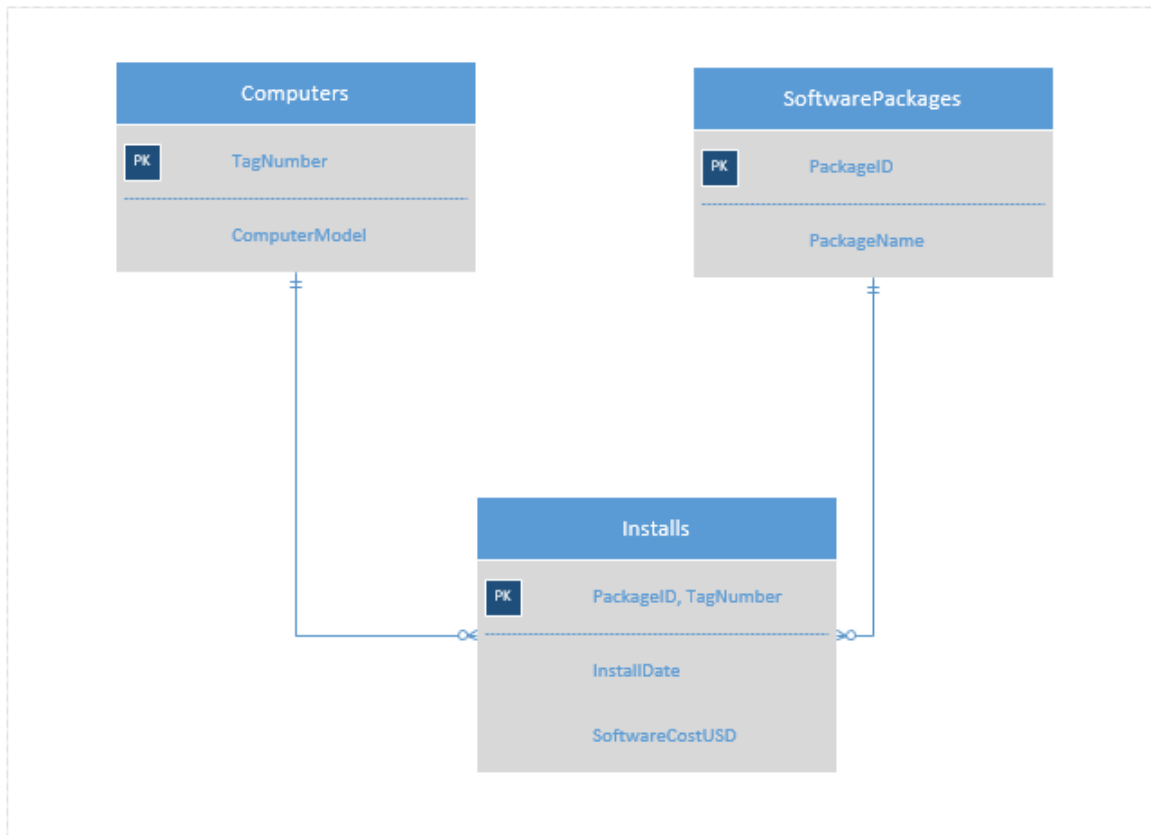 Computers
PK TagNumber
ComputerModel
SoftwarePackages
PK PackageID
PackageName
Installs
PK PackageID, TagNumber
InstallDate
SoftwareCostUSD